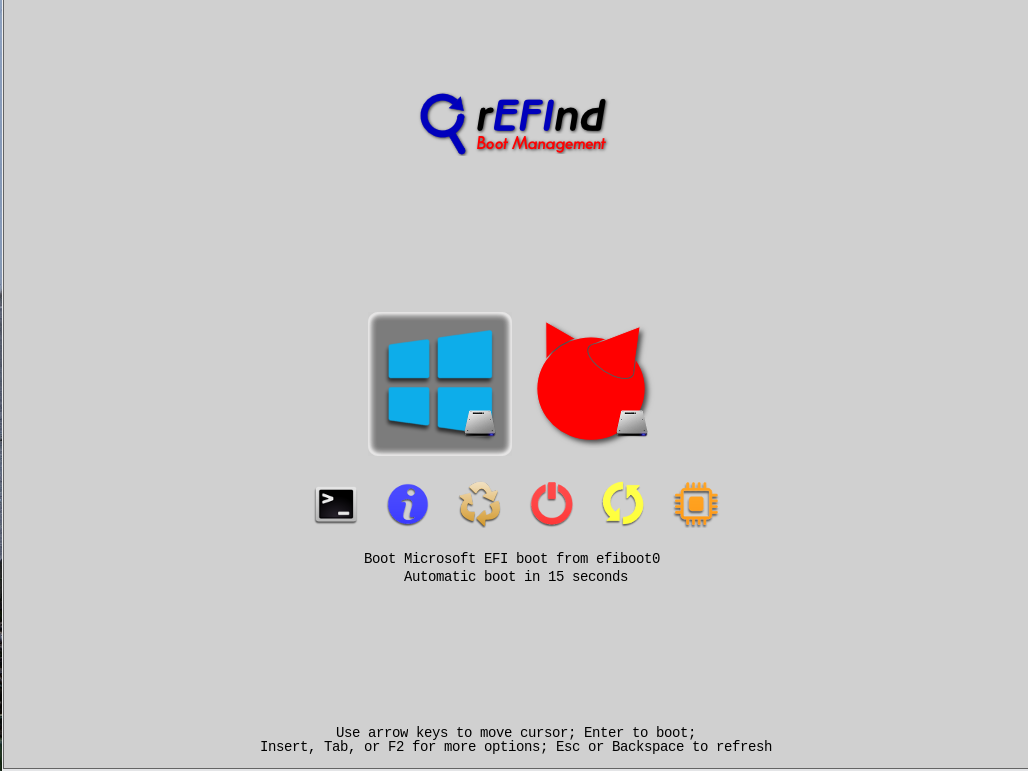 rEFInd
Boot Management
>_
i
Boot Microsoft EFI boot from efiboot0
Automatic boot in 15 seconds
Use arrow keys to move cursor; Enter to boot;
Insert, Tab, or F2 for more options; Esc or Backspace to refresh